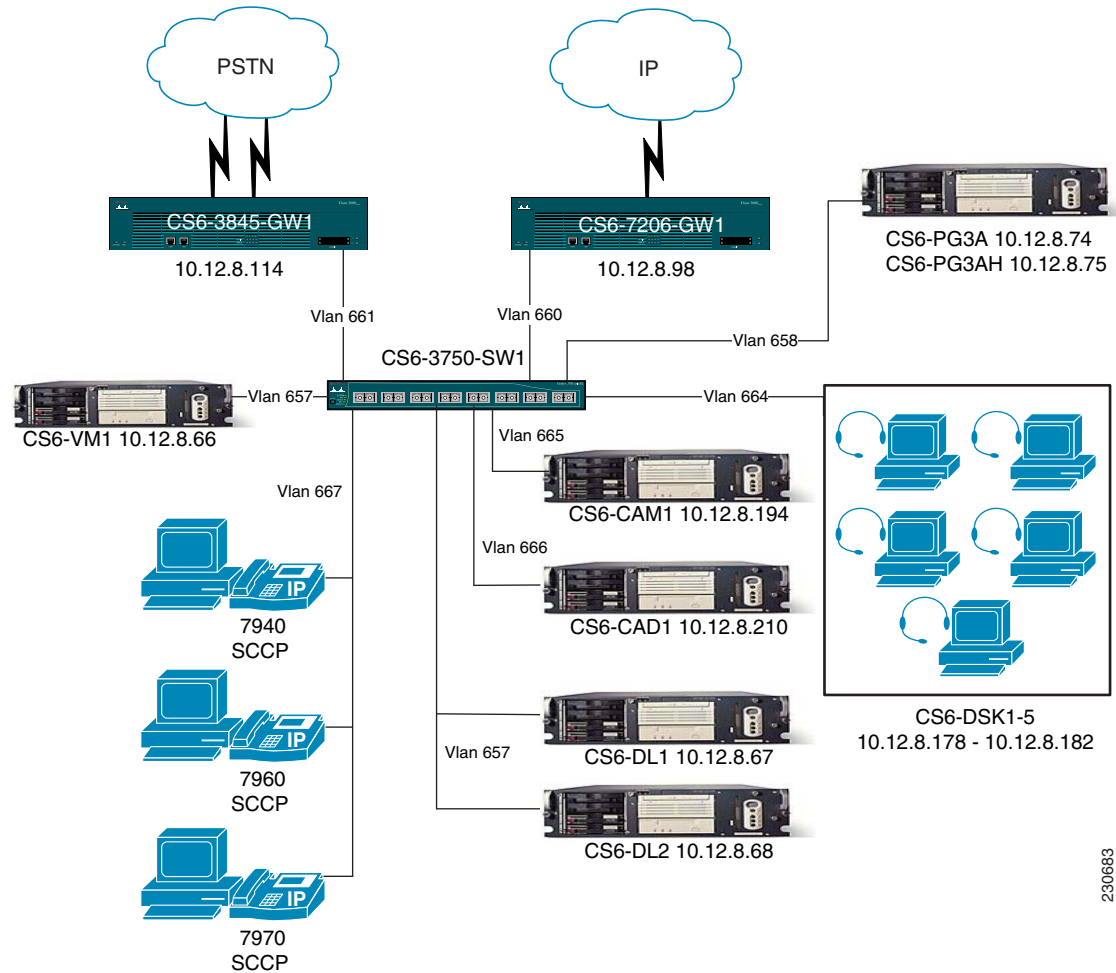 PSTN
IP
CS6-3845-GW1
10.12.8.114
CS6-7206-GW1
10.12.8.98
CS6-PG3A 10.12.8.74
CS6-PG3AH 10.12.8.75
Vlan 661
Vlan 660
Vlan 658
CS6-3750-SW1
Vlan 657
CS6-VM1 10.12.8.66
Vlan 664
Vlan 665
CS6-CAM1 10.12.8.194
Vlan 667
Vlan 666
CS6-CAD1 10.12.8.210
IP
7940
SCCP
IP
7960
SCCP
IP
7970
SCCP
Vlan 657
CS6-DL1 10.12.8.67
CS6-DL2 10.12.8.68
CS6-DSK1-5
10.12.8.178 - 10.12.8.182
230683